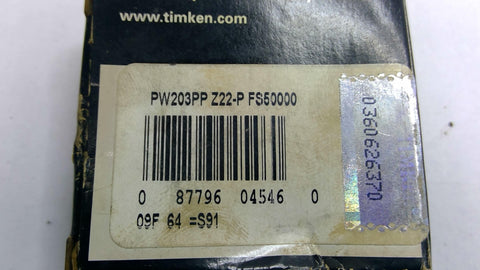 www.timken.com
PW203PP Z22-P FS50000
0 87796 04546 0
09F 64 =S91
0360626370